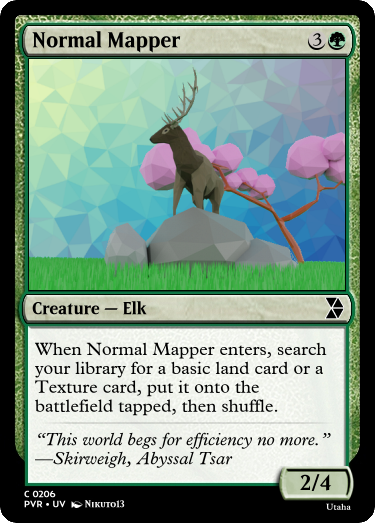 Normal Mapper 3
Creature — Elk
When Normal Mapper enters, search
your library for a basic land card or a
Texture card, put it onto the
battlefield tapped, then shuffle.
“This world begs for efficiency no more.”
—Skirweigh, Abyssal Tsar
2/4
C 0206
PVR • UV Nikuto13
Utaha